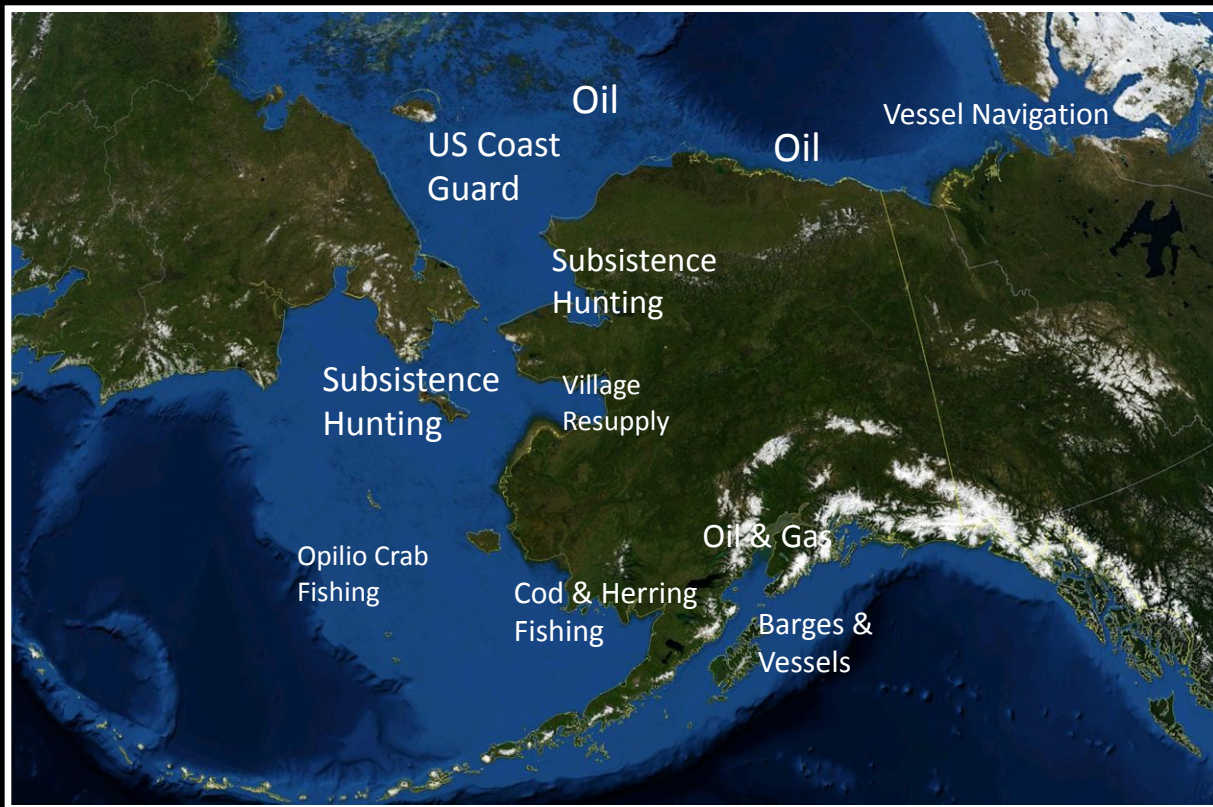 Oil
Vessel Navigation
US Coast
Guard
Oil
Subsistence
Hunting
Subsistence
Hunting
Village
Resupply
Oil & Gas
Opilio Crab
Fishing
Cod & Herring
Fishing
Barges &
Vessels